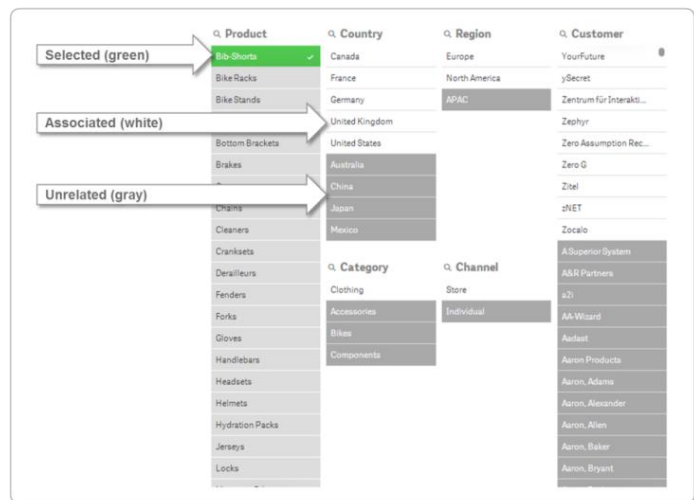 Product
Selected (green)
Bib-Shorts
Bike Racks
Bike Stands
Associated (white)
Bottom Brackets
Brakes
Unrelated (gray)
Chains
Cleaners
Cranksets
Derailleurs
Fenders
Forks
Gloves
Handlebars
Headsets
Helmets
Hydration Packs
Jerseys
Locks
Country
Canada
France
Germany
United Kingdom
United States
Australia
China
Japan
Mexico
Category
Clothing
Accessories
Bikes
Components
Region
Europe
North America
APAC
Channel
Store
Individual
Customer
YourFuture
ySecret
Zentrum für Interakti...
Zephyr
Zero Assumption Rec...
Zero G
Zitel
zNET
Zocalo
A Superior System
A&R Partners
a2i
AA-Wizard
Aadast
Aaron Products
Aaron, Adams
Aaron, Alexander
Aaron, Allen
Aaron, Baker
Aaron, Bryant